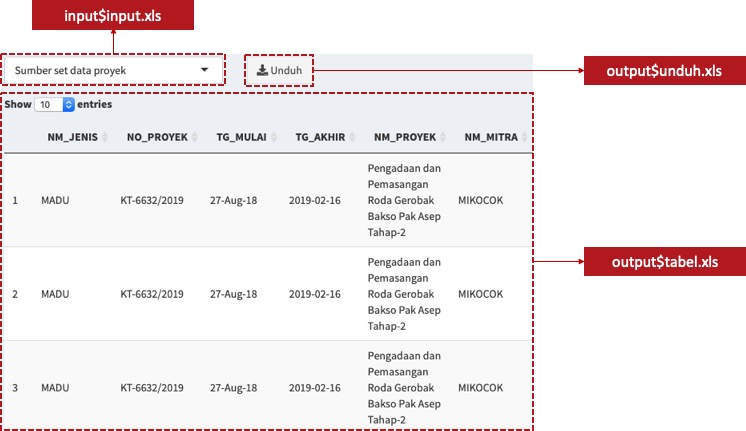 input$input.xls
Sumber set data proyek
Unduh
output$unduh.xls
Show 10 entries
NM_JENIS NO_PROYEK TG_MULAI TG_AKHIR NM_PROYEK NM_MITRA
Pengadaan dan
Pemasangan
1 MADU KT-6632/2019 27-Aug-18 2019-02-16 Roda Gerobak MIKOCOK
Bakso Pak Asep
Tahap-2
output$tabel.xls
Pengadaan dan
Pemasangan
2 MADU KT-6632/2019 27-Aug-18 2019-02-16 Roda Gerobak MIKOCOK
Bakso Pak Asep
Tahap-2
Pengadaan dan
Pemasangan
3 MADU KT-6632/2019 27-Aug-18 2019-02-16 Roda Gerobak MIKOCOK
Bakso Pak Asep
Tahap-2